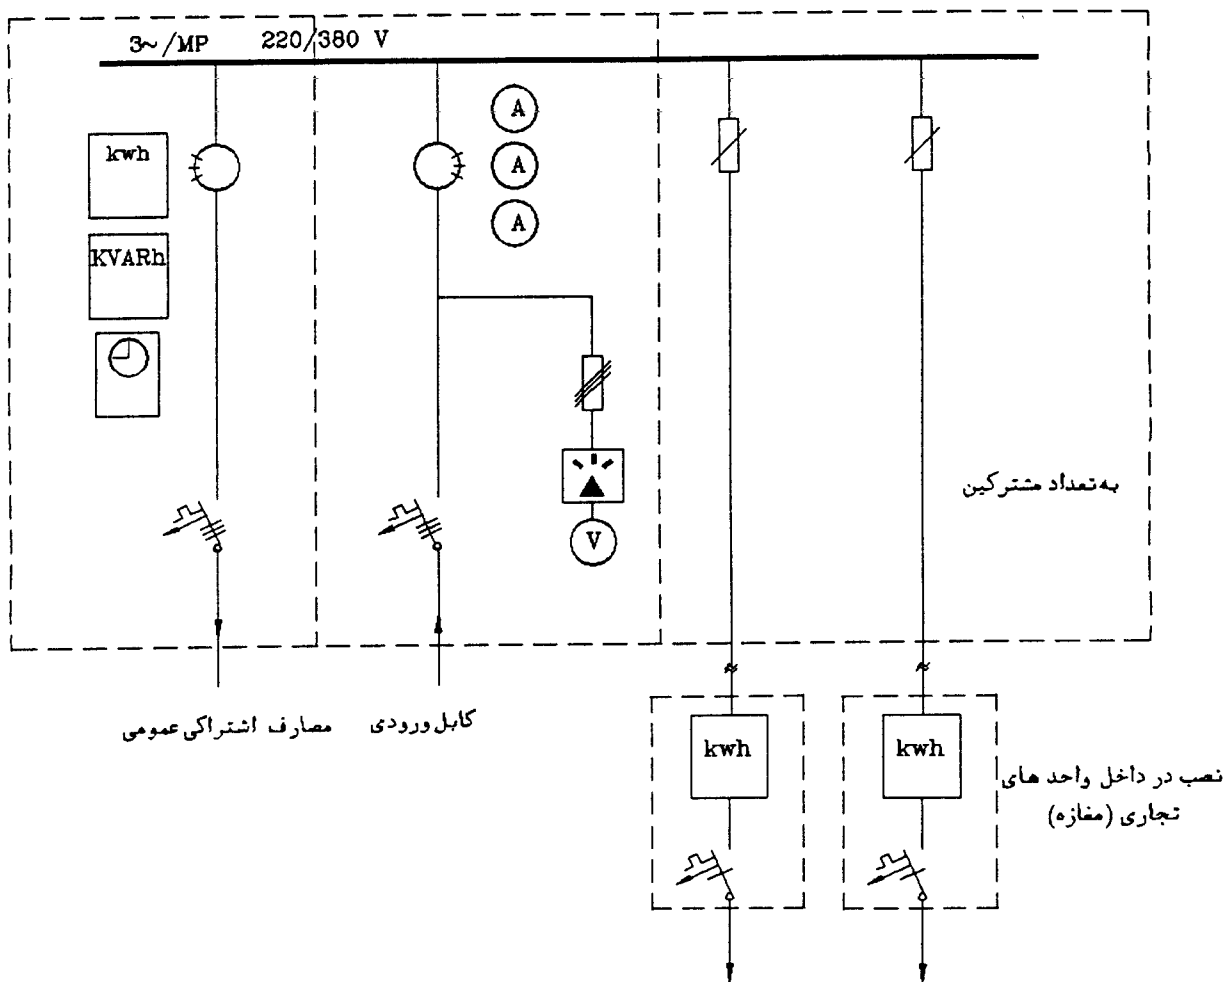 3~/MP 220/380 V
A
kwh
A
A
KVARh
به تعداد مشترکین
V
مصارف اشتراکی عمومی
کابل ورودی
kwh
kwh
نصب در داخل واحد های
تجاری (مغازه)